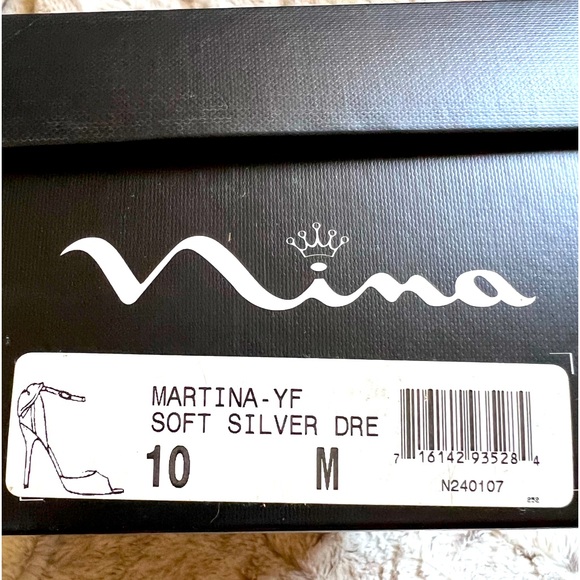 Nina
MARTINA-YF
SOFT SILVER DRE
10 M
7 16142 93528 4
N240107